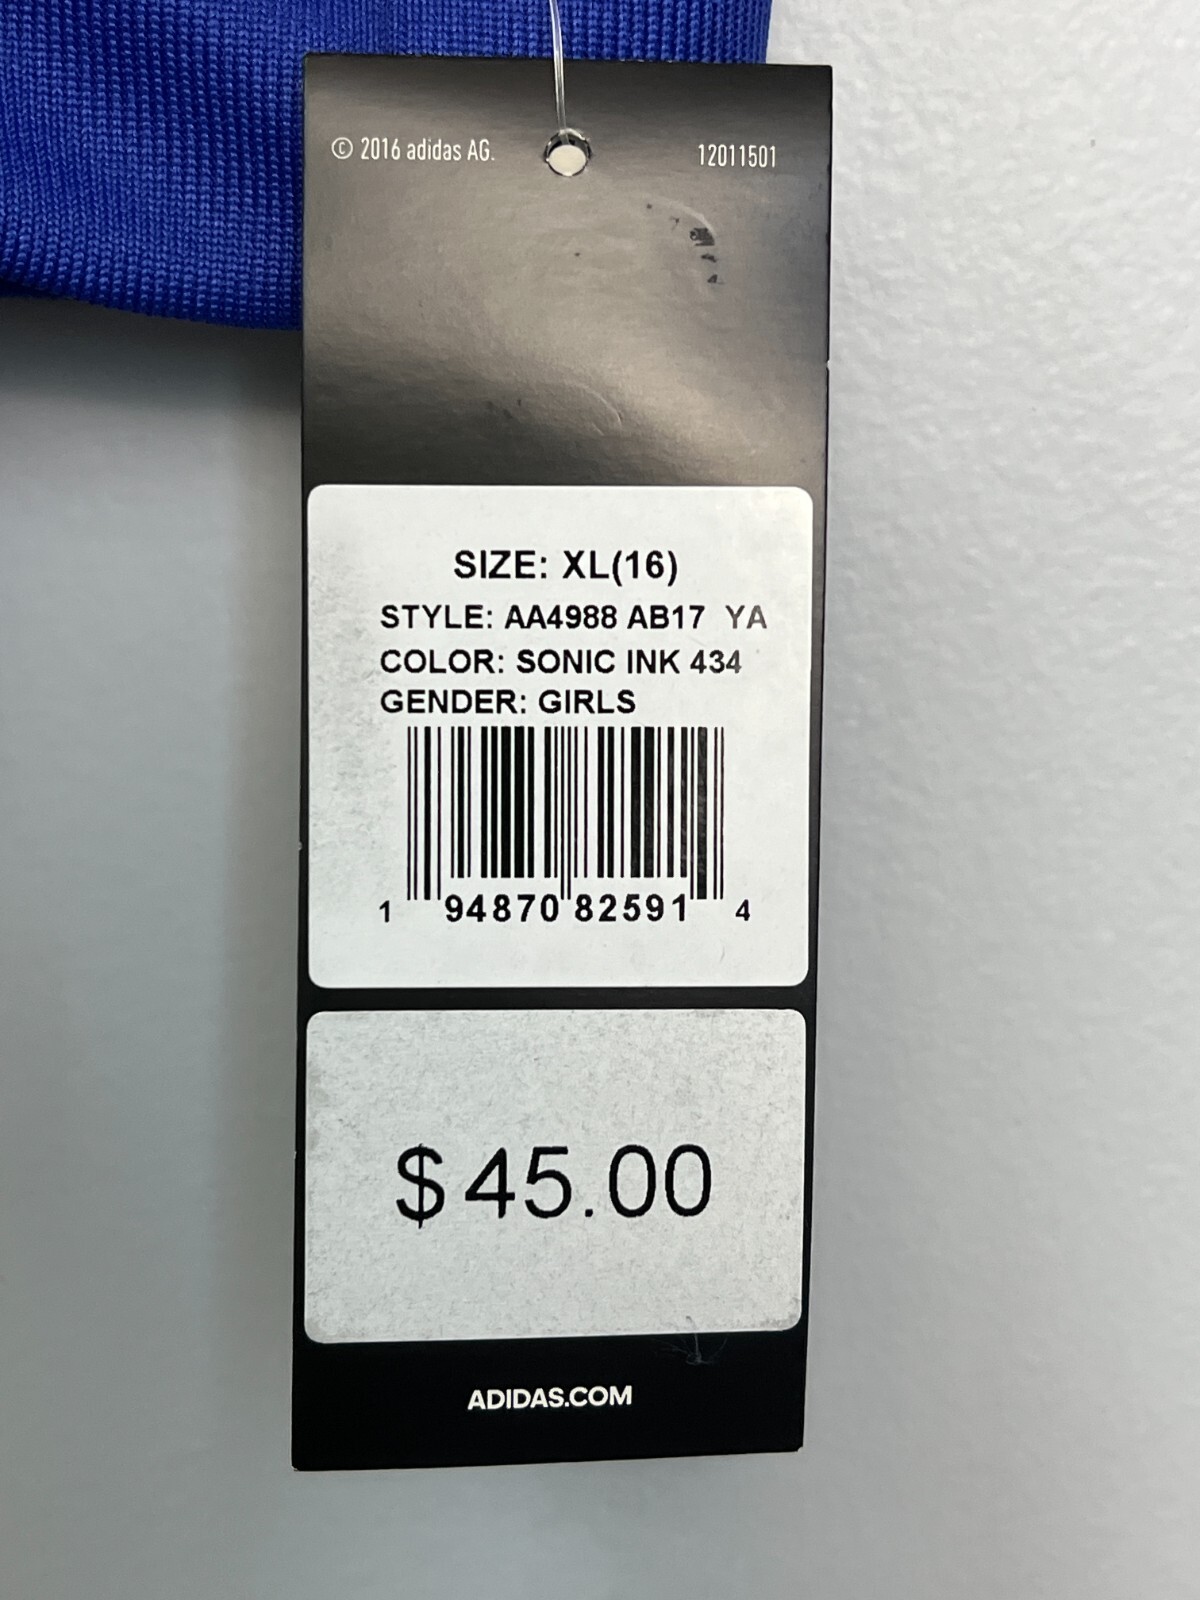 © 2016 adidas AG.
12011501
SIZE: XL(16)
STYLE: AA4988 AB17 YA
COLOR: SONIC INK 434
GENDER: GIRLS
1 94870 82591 4
$45.00
ADIDAS.COM